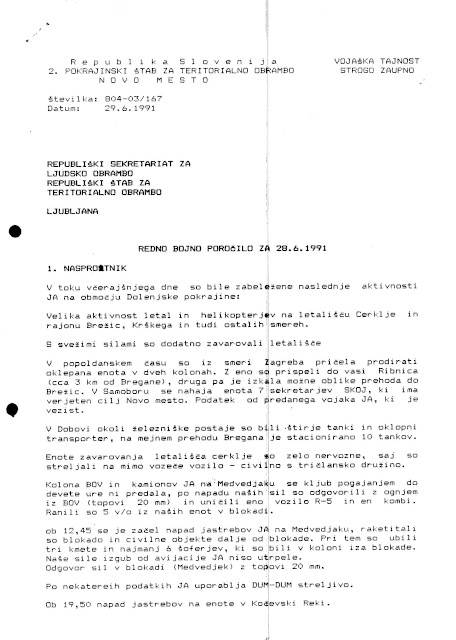 Republika Slovenija
VOJAŠKA TAJNOST
2. POKRAJINSKI ŠTAB ZA TERITORIALNO OBRAMBO
STROGO ZAUPNO
NOVO MESTO
številka: 804-03/167
Datum: 29.6.1991
REPUBLIŠKI SEKRETARIAT ZA
LJUDSKO OBRAMBO
REPUBLIŠKI ŠTAB ZA
TERITORIALNO OBRAMBO
LJUBLJANA
REDNO BOJNO POROČILO ZA 28.6.1991
1. NASPROTNIK
V toku včerajšnjega dne so bile zabeležene naslednje aktivnosti
JA na območju Dolenjske pokrajine:
Velika aktivnost letal in helikopterjev na letališču Cerklje in
rajonu Brežic, Krškega in tudi ostalih smereh.
S svežimi silami so dodatno zavarovali letališče
V popoldanskem času so iz smeri Zagreba pričela prodirati
oklepana enota v dveh kolonah. Z eno so prispeli do vasi Ribnica
(cca 3 km od Bregane), druga pa je izkala možne oblike prehoda do
Brežic. V Samoboru se nahaja enota 7 sekretarjev SKOJ, ki ima
verjeten cilj Novo mesto. Podatek od predanega vojaka JA, ki je
vezist.
V Dobovi okoli železniške postaje so bili štirje tanki in oklopni
transporter, na mejnem prehodu Bregana je stacionirano 10 tankov.
Enote zavarovanja letališča cerklje so zelo nervozne, saj so
streljali na mimo vozeče vozilo - civilno s tričlansko družino.
Kolona BOV in kamionov JA na Medvedjaku se kljub pogajanjem do
devete ure ni predala, po napadu naših sil so odgovorili z ognjem
iz BOV (topovi 20 mm) in uničili eno vozilo R-5 in en kombi.
Ranili so 5 v/o iz naših enot v blokadi.
ob 12,45 se je začel napad jastrebov JA na Medvedjaku, raketitali
so blokado in civilne objekte dalje od blokade. Pri tem so ubili
tri kmete in najmanj 6 šoferjev, ki so bili v koloni iza blokade.
Naše sile izgub od avijacije JA niso utrpele.
Odgovor sil v blokadi (Medvedjek) z topovi 20 mm.
Po nekatereih podatkih JA uporablja DUM-DUM streljivo.
Ob 19,50 napad jastrebov na enote v Kočevski Reki.